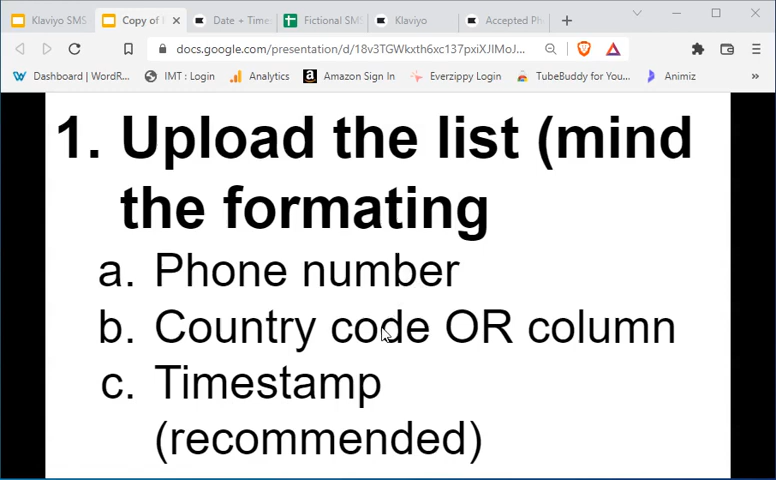 Klaviyo SMS
Copy of
Date + Time
Fictional SMS
Klaviyo
Accepted Ph
docs.google.com/presentation/d/18v3TGWkxth6xc137pxiXJIMoJ...
Dashboard | WordR...
IMT : Login
Analytics
Amazon Sign In
Everzippy Login
TubeBuddy for You...
Animiz
1. Upload the list (mind
the formating
a. Phone number
b. Country code OR column
c. Timestamp
(recommended)